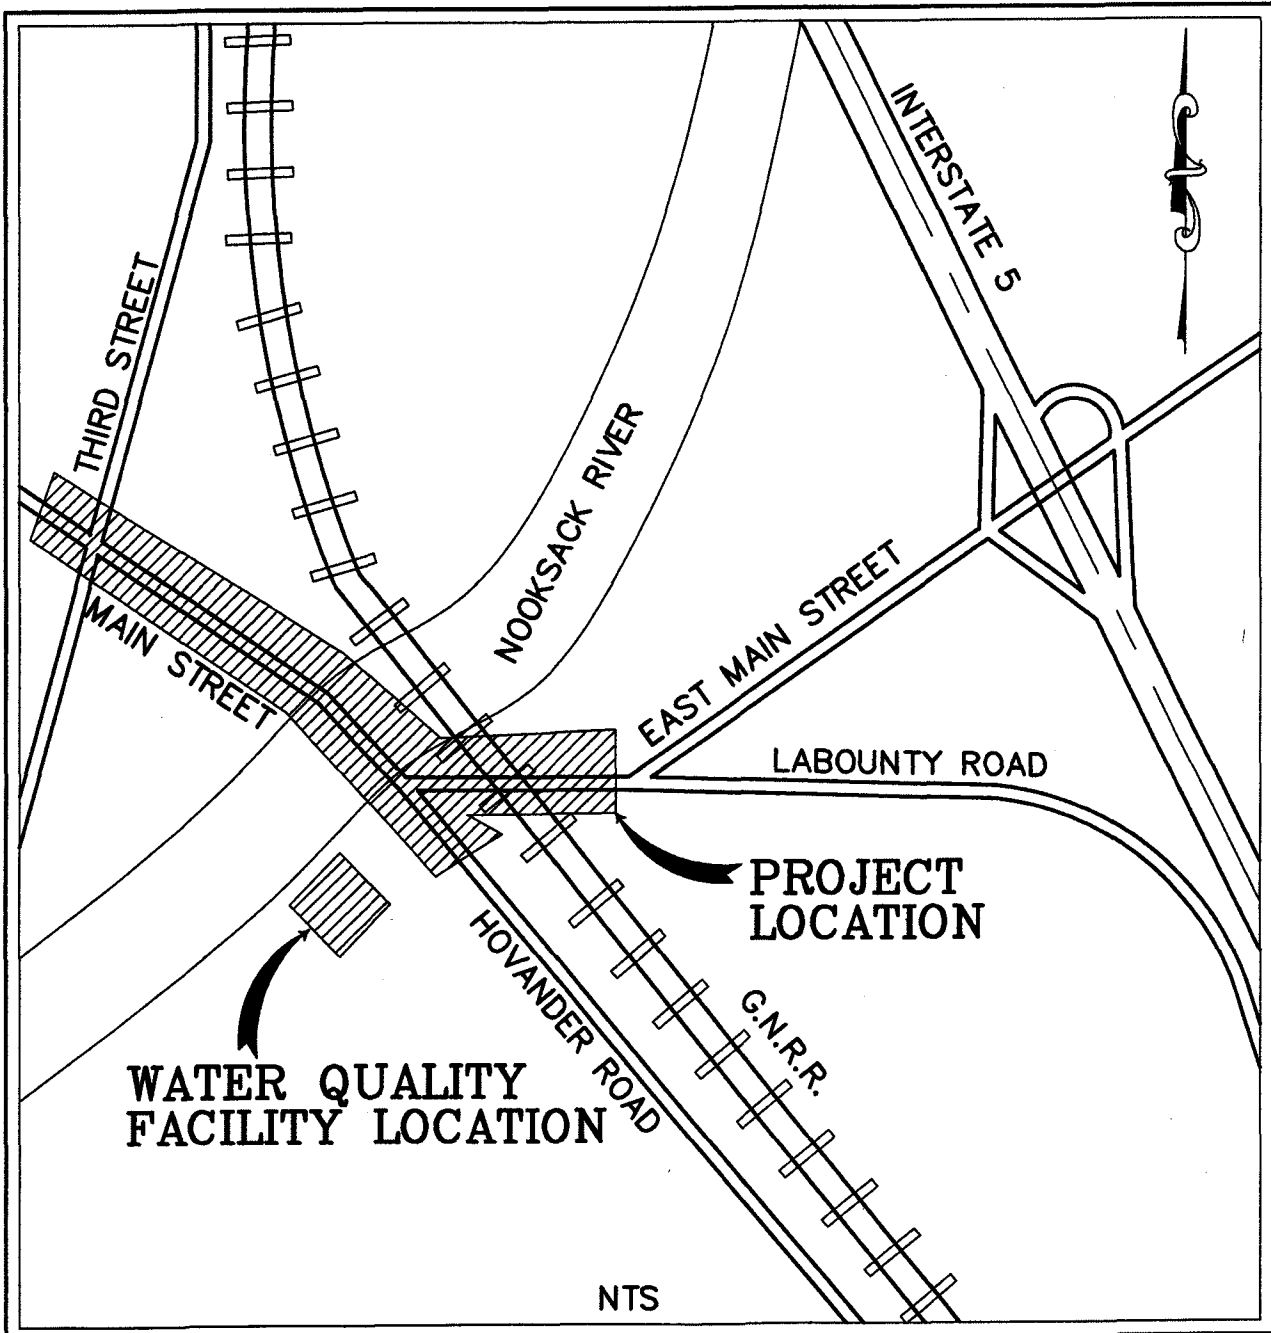 INTERSTATE 5
THIRD STREET
NOOKSACK RIVER
MAIN STREET
EAST MAIN STREET
LABOUNTY ROAD
PROJECT
LOCATION
HOVANDER ROAD
G.N.R.R.
WATER QUALITY
FACILITY LOCATION
NTS